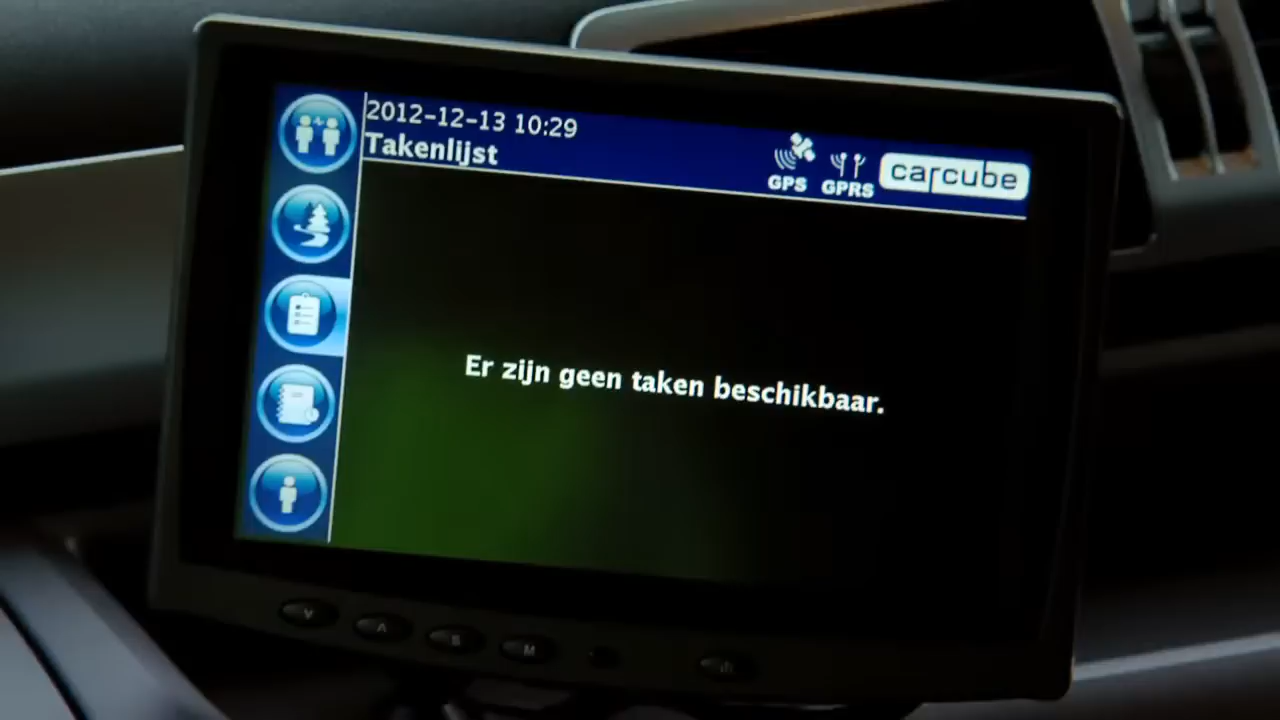 2012-12-13 10:29
Takenlijst
GPS
GPRS
carcube
Er zijn geen taken beschikbaar.
V
A
S
M